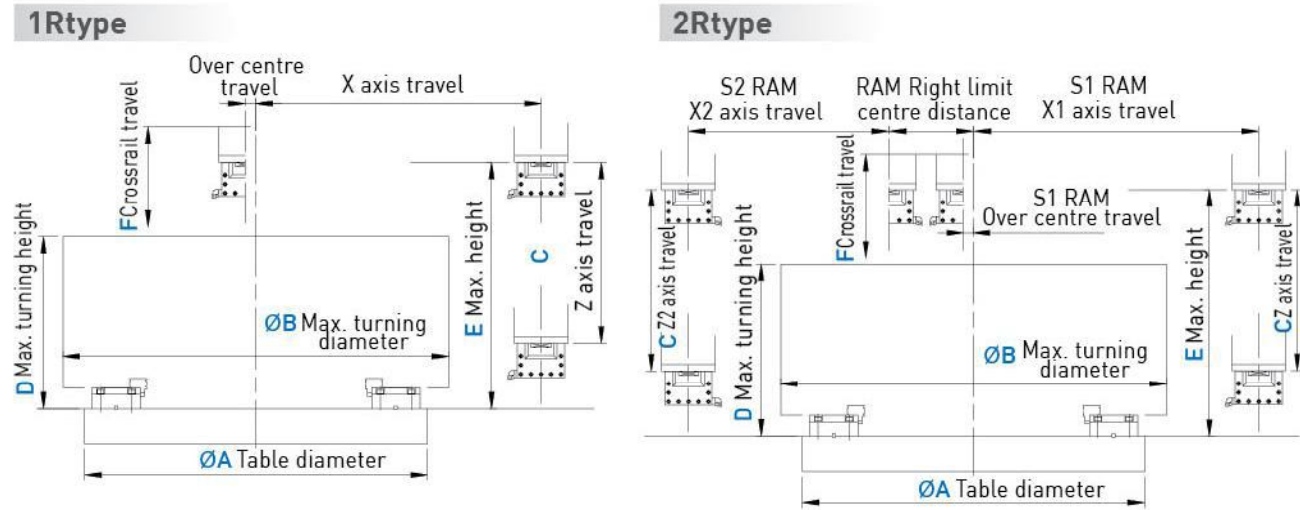 1Rtype
Over centre
travel
X axis travel
F Crossrail travel
D Max. turning height
E Max. height
C
Z axis travel
ØB Max. turning
diameter
ØA Table diameter
2Rtype
S2 RAM
X2 axis travel
RAM Right limit
centre distance
S1 RAM
X1 axis travel
F Crossrail travel
S1 RAM
Over centre travel
C Z2 axis travel
D Max. turning height
E Max. height
C Z axis travel
ØB Max. turning
diameter
ØA Table diameter